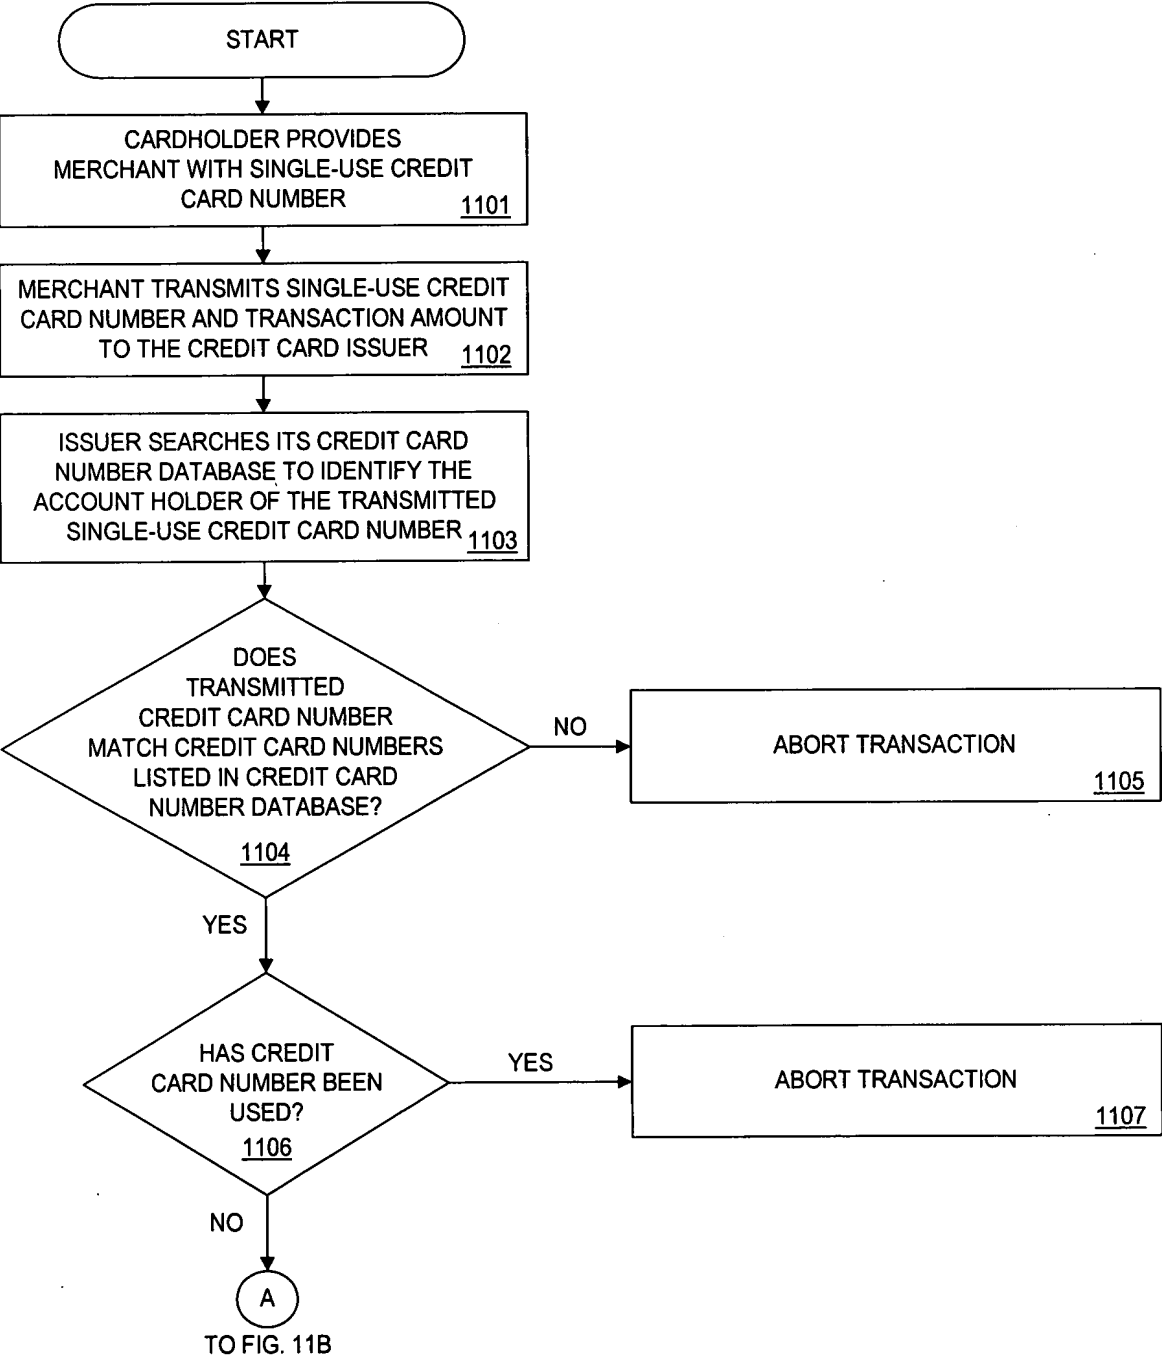 START
CARDHOLDER PROVIDES
MERCHANT WITH SINGLE-USE CREDIT
CARD NUMBER
1101
MERCHANT TRANSMITS SINGLE-USE CREDIT
CARD NUMBER AND TRANSACTION AMOUNT
TO THE CREDIT CARD ISSUER
1102
ISSUER SEARCHES ITS CREDIT CARD
NUMBER DATABASE TO IDENTIFY THE
ACCOUNT HOLDER OF THE TRANSMITTED
SINGLE-USE CREDIT CARD NUMBER
1103
DOES
TRANSMITTED
CREDIT CARD NUMBER
MATCH CREDIT CARD NUMBERS
LISTED IN CREDIT CARD
NUMBER DATABASE?
1104
NO
ABORT TRANSACTION
1105
YES
HAS CREDIT
CARD NUMBER BEEN
USED?
1106
YES
ABORT TRANSACTION
1107
NO
A
TO FIG. 11B